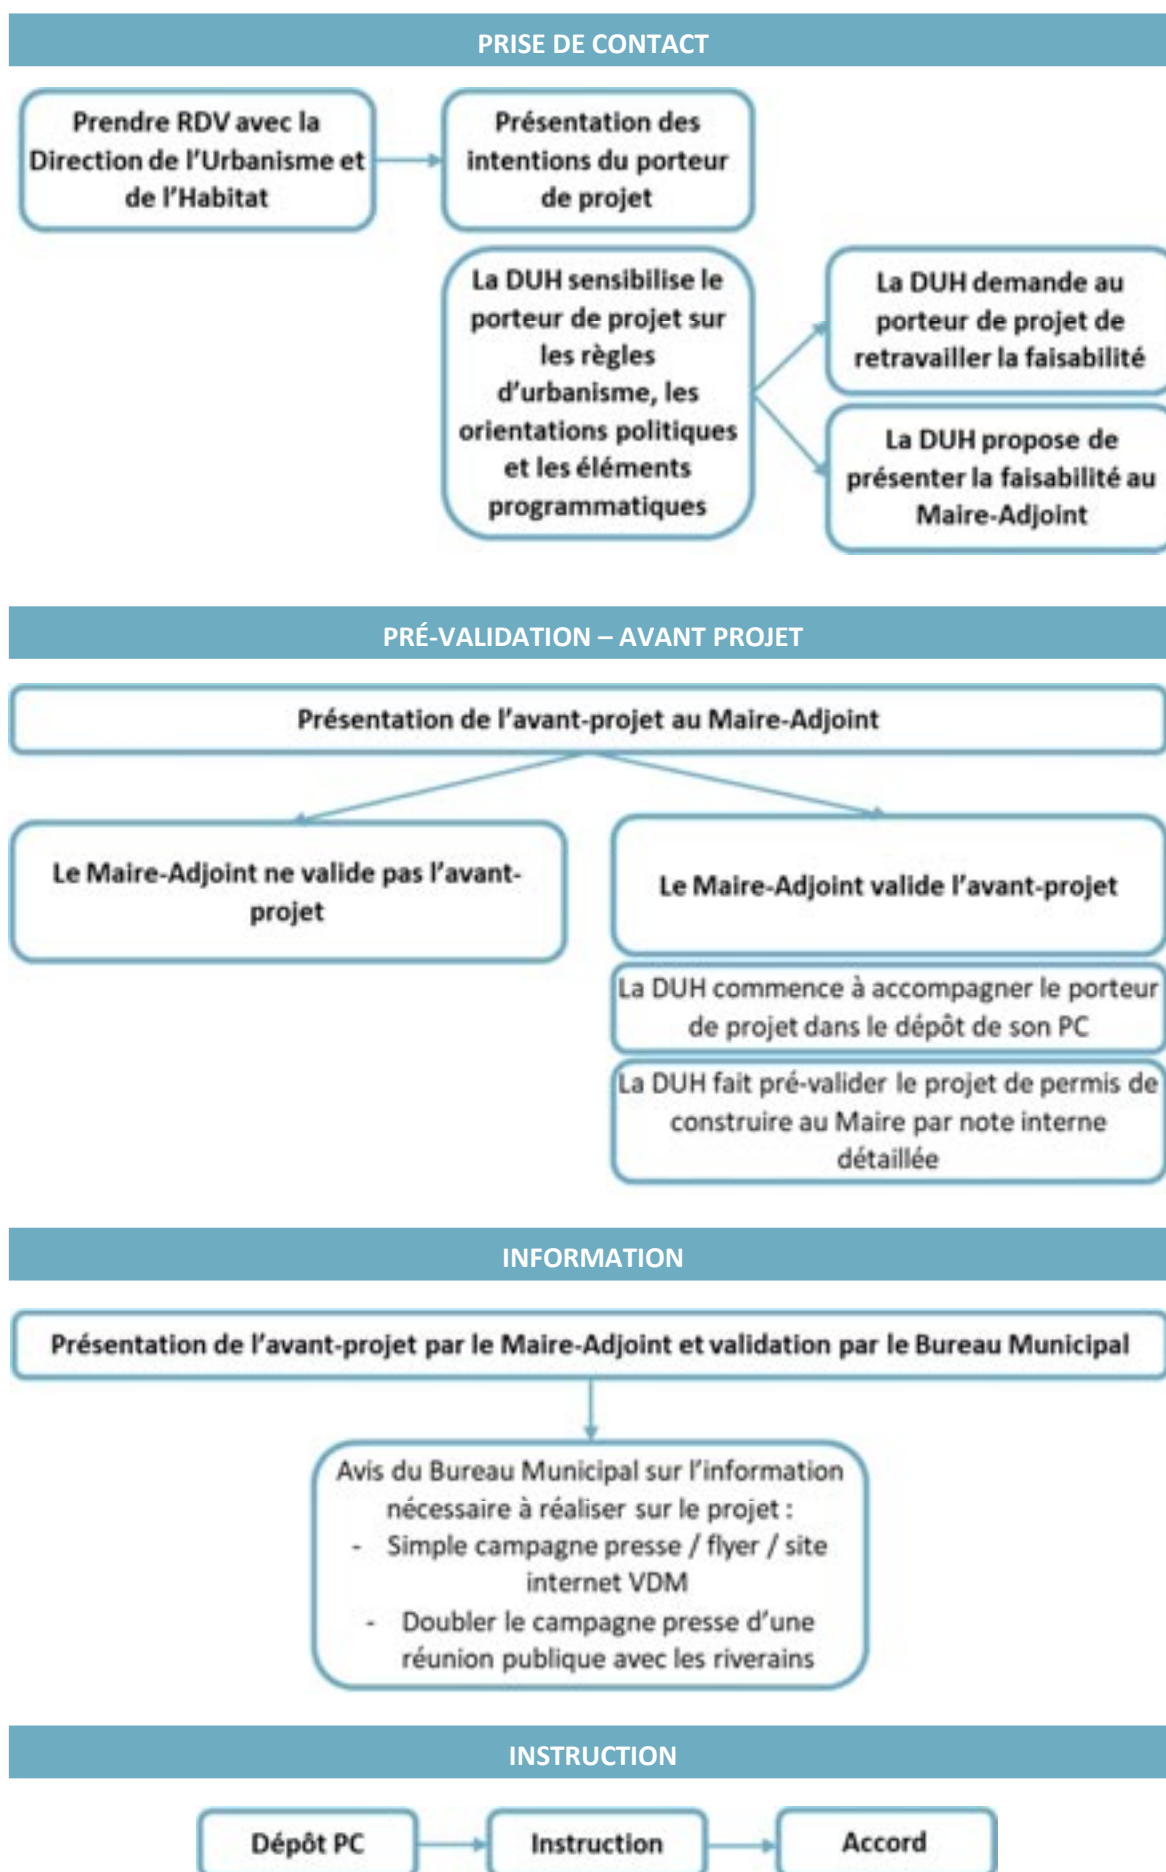 PRISE DE CONTACT
Prendre RDV avec la
Direction de l'Urbanisme et
de l'Habitat
Présentation des
intentions du porteur
de projet
La DUH sensibilise le
porteur de projet sur
les règles
d'urbanisme, les
orientations politiques
et les éléments
programmatiques
La DUH demande au
porteur de projet de
retravailler la faisabilité
La DUH propose de
présenter la faisabilité au
Maire-Adjoint
PRÉ-VALIDATION – AVANT PROJET
Présentation de l'avant-projet au Maire-Adjoint
Le Maire-Adjoint ne valide pas l'avant-
projet
Le Maire-Adjoint valide l'avant-projet
La DUH commence à accompagner le porteur
de projet dans le dépôt de son PC
La DUH fait pré-valider le projet de permis de
construire au Maire par note interne
détaillée
INFORMATION
Présentation de l'avant-projet par le Maire-Adjoint et validation par le Bureau Municipal
Avis du Bureau Municipal sur l'information
nécessaire à réaliser sur le projet :
- Simple campagne presse / flyer / site
internet VDM
- Doubler le campagne presse d'une
réunion publique avec les riverains
INSTRUCTION
Dépôt PC
Instruction
Accord